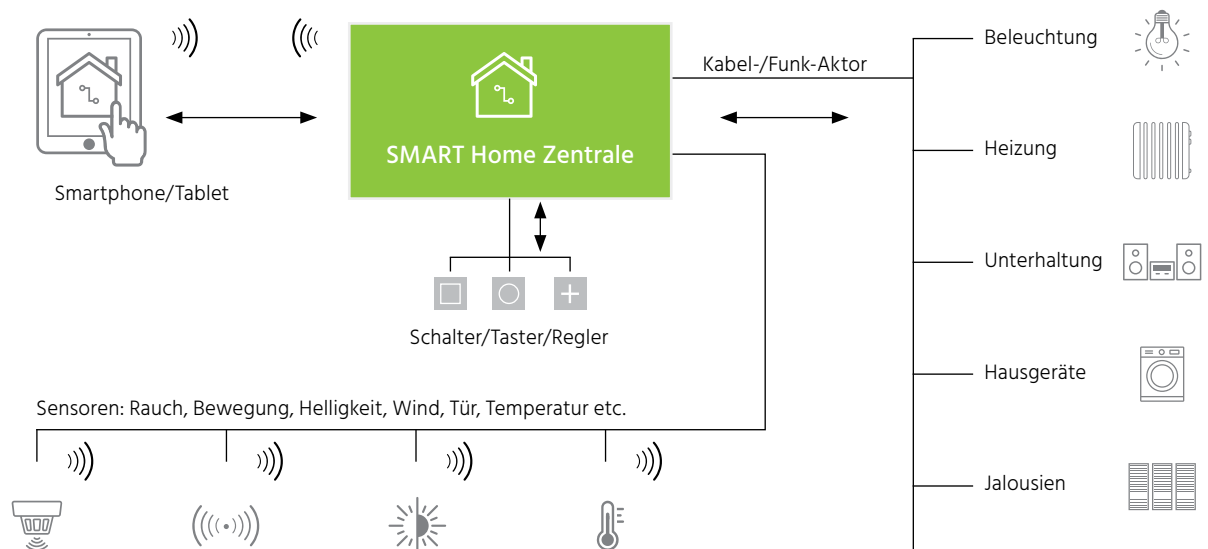 Beleuchtung
Kabel-/Funk-Aktor
SMART Home Zentrale
Heizung
Smartphone/Tablet
Unterhaltung
Schalter/Taster/Regler
Hausgeräte
Sensoren: Rauch, Bewegung, Helligkeit, Wind, Tür, Temperatur etc.
Jalousien